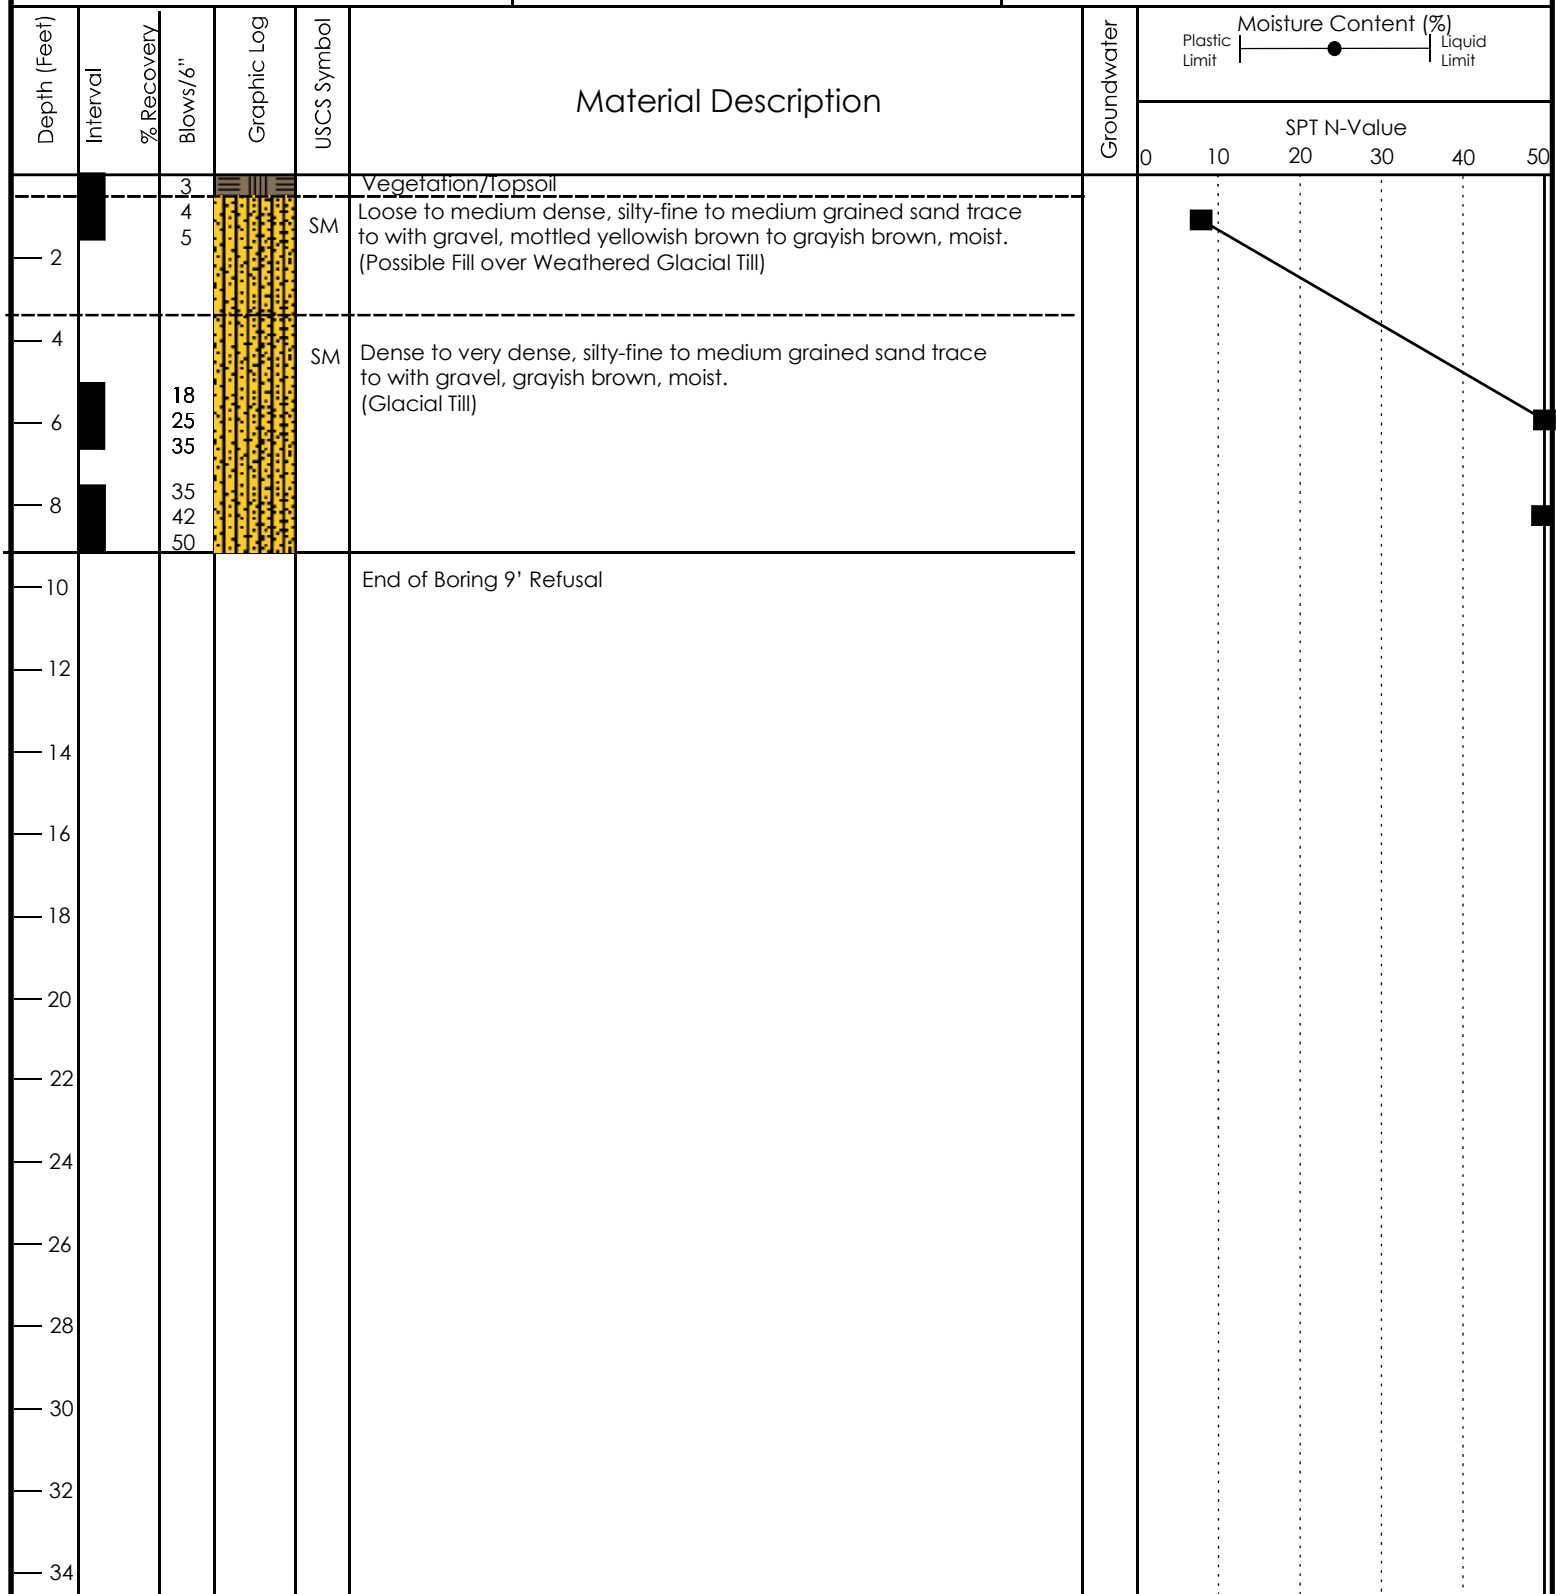 Depth (Feet)
Interval
% Recovery
Blows/6"
Graphic Log
USCS Symbol
Material Description
Groundwater
Moisture Content (%)
Plastic
Limit
Liquid
Limit
SPT N-Value
0 10 20 30 40 50
3
Vegetation/Topsoil
4
5
SM
Loose to medium dense, silty-fine to medium grained sand trace
to with gravel, mottled yellowish brown to grayish brown, moist.
(Possible Fill over Weathered Glacial Till)
2
4
SM
Dense to very dense, silty-fine to medium grained sand trace
to with gravel, grayish brown, moist.
(Glacial Till)
18
25
35
6
35
42
50
8
End of Boring 9’ Refusal
10
12
14
16
18
20
22
24
26
28
30
32
34